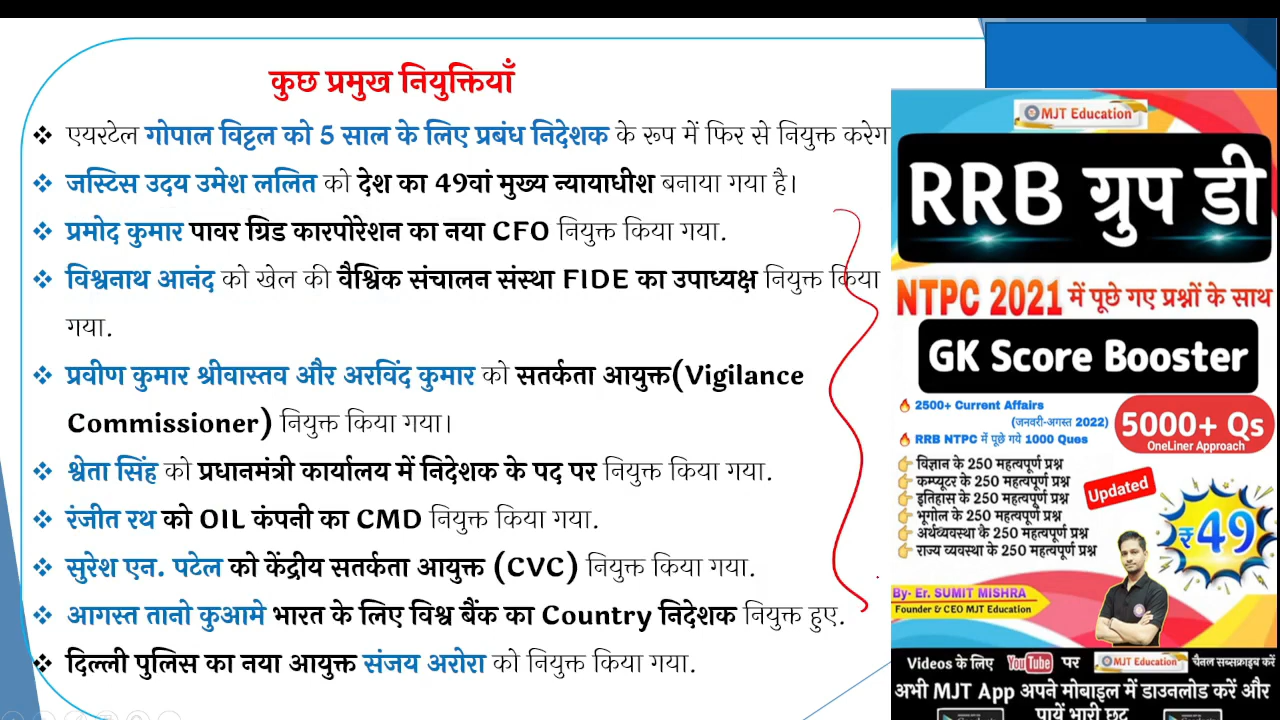 कुछ प्रमुख नियुक्तियाँ
❖ एयरटेल गोपाल विट्टल को 5 साल के लिए प्रबंध निदेशक के रूप में फिर से नियुक्त करेग
❖ जस्टिस उदय उमेश ललित को देश का 49वां मुख्य न्यायाधीश बनाया गया है।
❖ प्रमोद कुमार पावर ग्रिड कारपोरेशन का नया CFO नियुक्त किया गया.
❖ विश्वनाथ आनंद को खेल की वैश्विक संचालन संस्था FIDE का उपाध्यक्ष नियुक्त किया
गया.
❖ प्रवीण कुमार श्रीवास्तव और अरविंद कुमार को सतर्कता आयुक्त(Vigilance
Commissioner) नियुक्त किया गया।
❖ श्वेता सिंह को प्रधानमंत्री कार्यालय में निदेशक के पद पर नियुक्त किया गया.
❖ रंजीत रथ को OIL कंपनी का CMD नियुक्त किया गया.
❖ सुरेश एन. पटेल को केंद्रीय सतर्कता आयुक्त (CVC) नियुक्त किया गया.
❖ आगस्त तानो कुआमे भारत के लिए विश्व बैंक का Country निदेशक नियुक्त हुए.
❖ दिल्ली पुलिस का नया आयुक्त संजय अरोरा को नियुक्त किया गया.
MJT Education
RRB ग्रुप डी
NTPC 2021 में पूछे गए प्रश्नों के साथ
GK Score Booster
2500+ Current Affairs
(जनवरी-अगस्त 2022)
RRB NTPC में पूछे गये 1000 Ques
5000+ Qs
OneLiner Approach
विज्ञान के 250 महत्वपूर्ण प्रश्न
कम्प्यूटर के 250 महत्वपूर्ण प्रश्न
इतिहास के 250 महत्वपूर्ण प्रश्न
भूगोल के 250 महत्वपूर्ण प्रश्न
अर्थव्यवस्था के 250 महत्वपूर्ण प्रश्न
राज्य व्यवस्था के 250 महत्वपूर्ण प्रश्न
Updated
₹49
By- Er. SUMIT MISHRA
Founder & CEO MJT Education
Videos के लिए YouTube पर MJT Education चैनल सब्सक्राइब करें
अभी MJT App अपने मोबाइल में डाउनलोड करें और
पायें भारी छूट